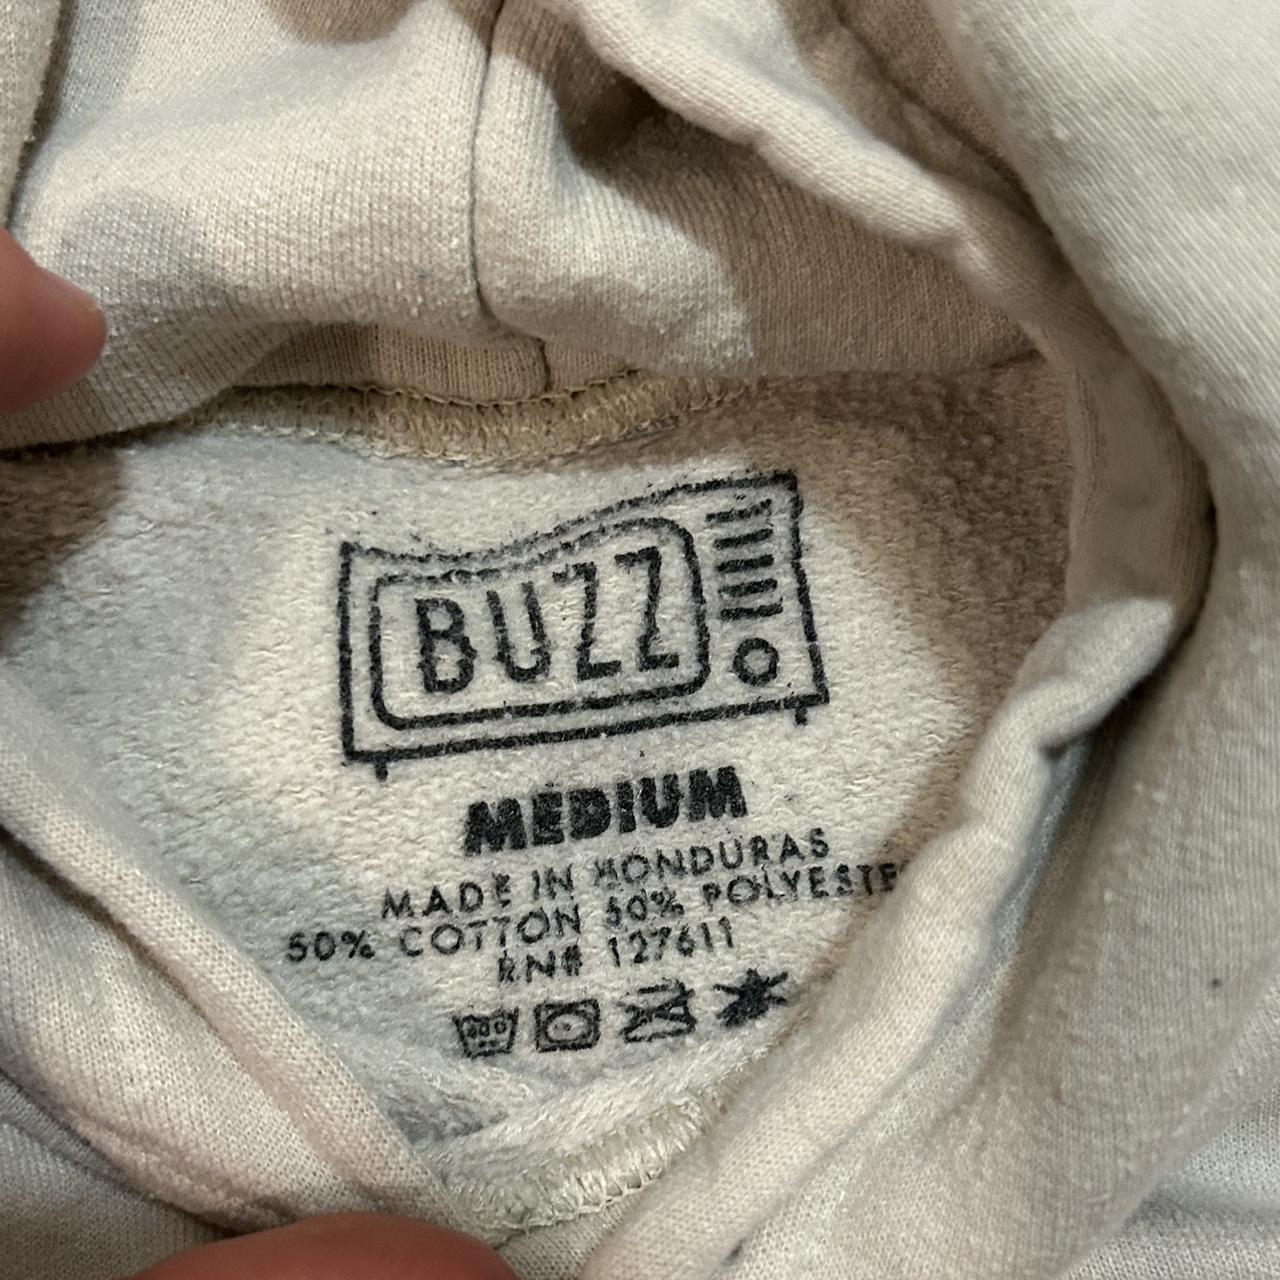 BUZZ
MEDIUM
MADE IN HONDURAS
50% COTTON 50% POLYESTE
RN# 127611